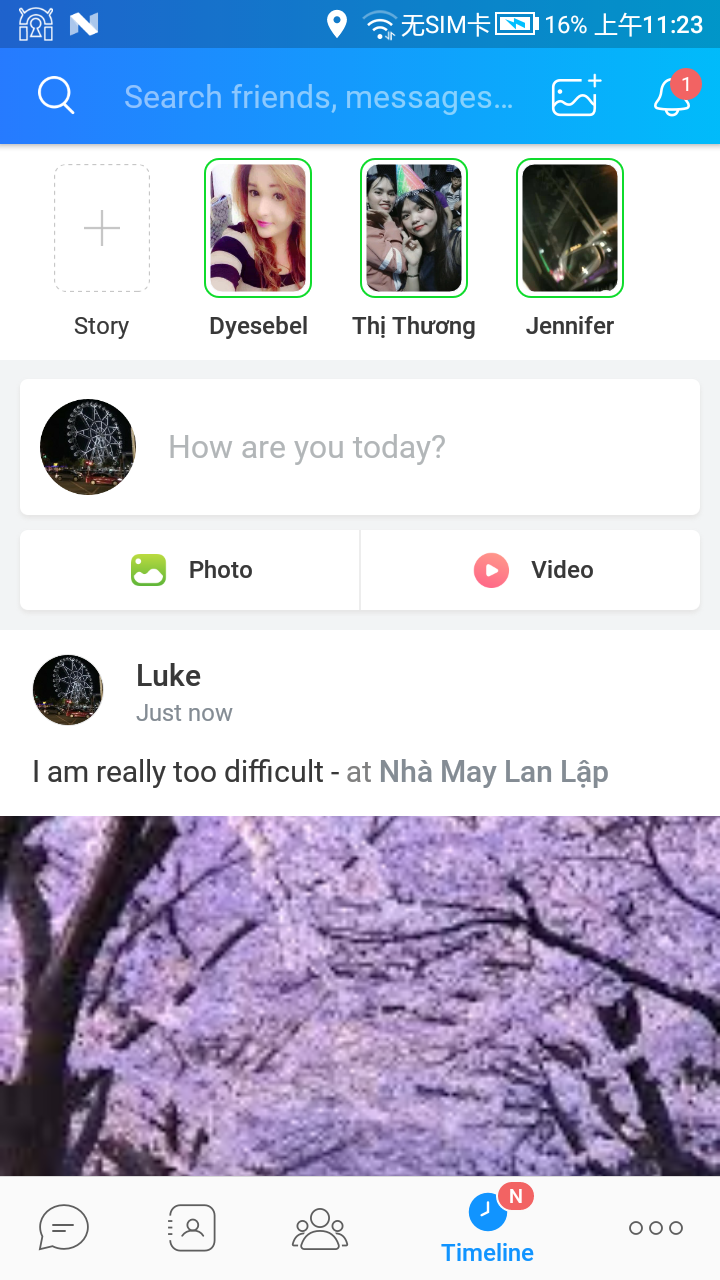 无SIM卡 16% 上午11:23
Search friends, messages...
1
Story
Dyesebel
Thị Thương
Jennifer
How are you today?
Photo
Video
Luke
Just now
I am really too difficult - at Nhà May Lan Lập
N
Timeline